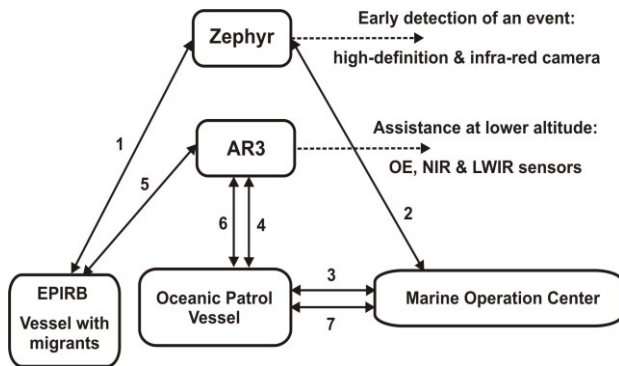 Zephyr
Early detection of an event:
high-definition & infra-red camera
1
AR3
Assistance at lower altitude:
OE, NIR & LWIR sensors
5
2
6
4
EPIRB
Vessel with
migrants
Oceanic Patrol
Vessel
3
7
Marine Operation Center